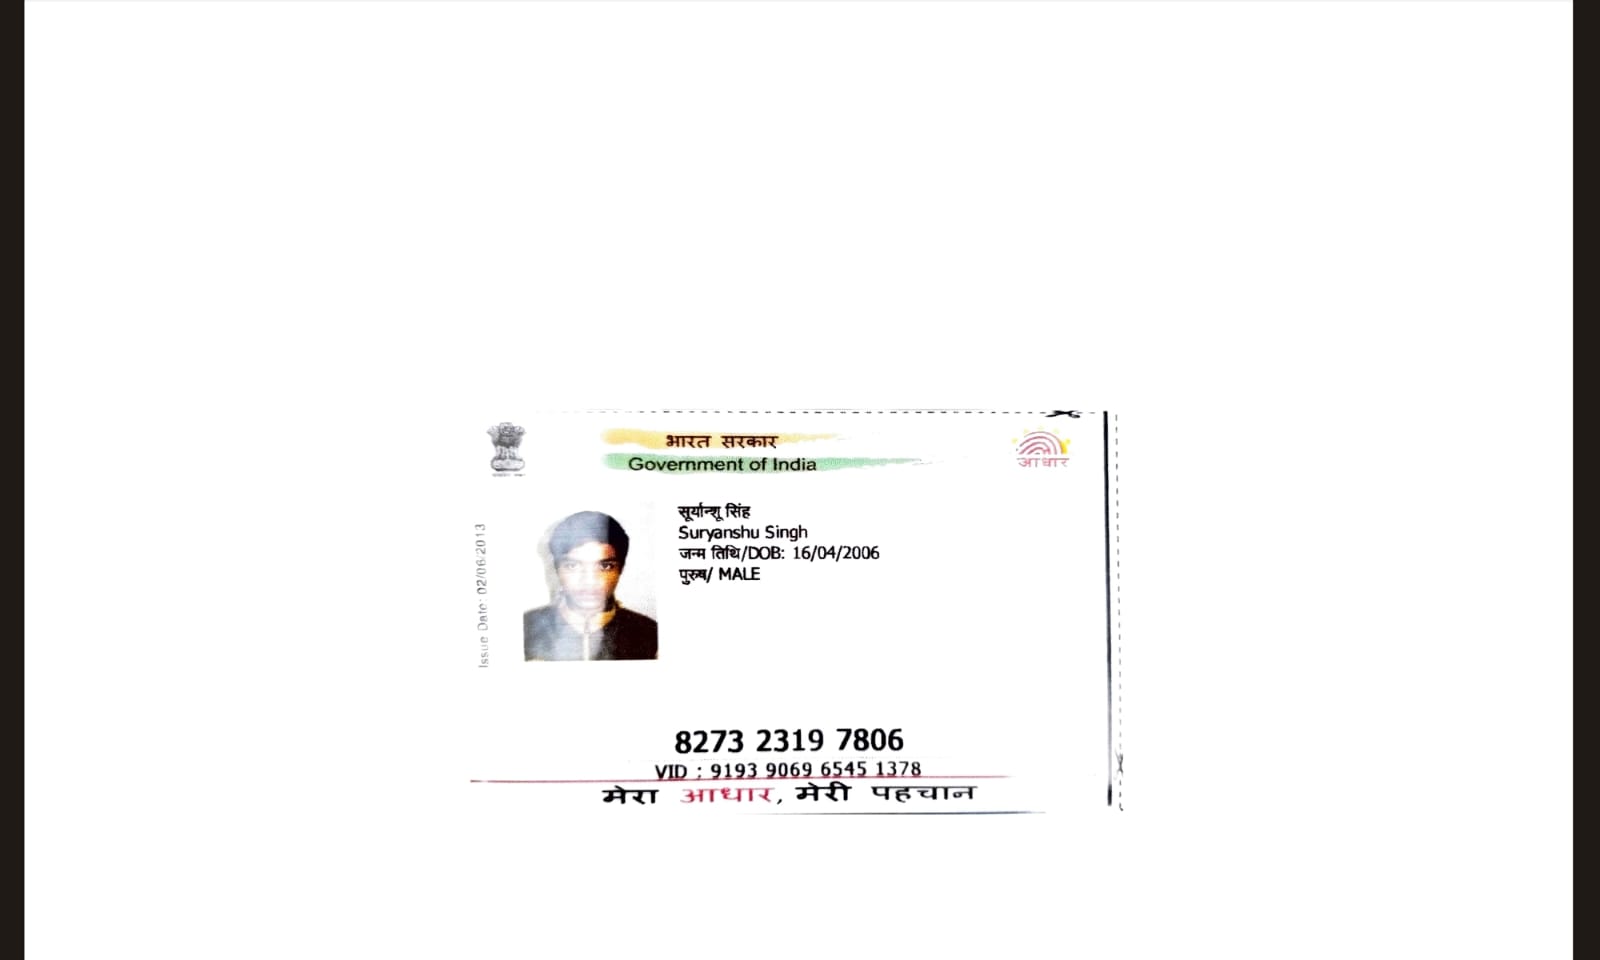 भारत सरकार
Government of India
आधार
Issue Date: 02/06/2013
सूर्यान्शू सिंह
Suryanshu Singh
जन्म तिथि/DOB: 16/04/2006
पुरुष/ MALE
8273 2319 7806
VID : 9193 9069 6545 1378
मेरा आधार, मेरी पहचान